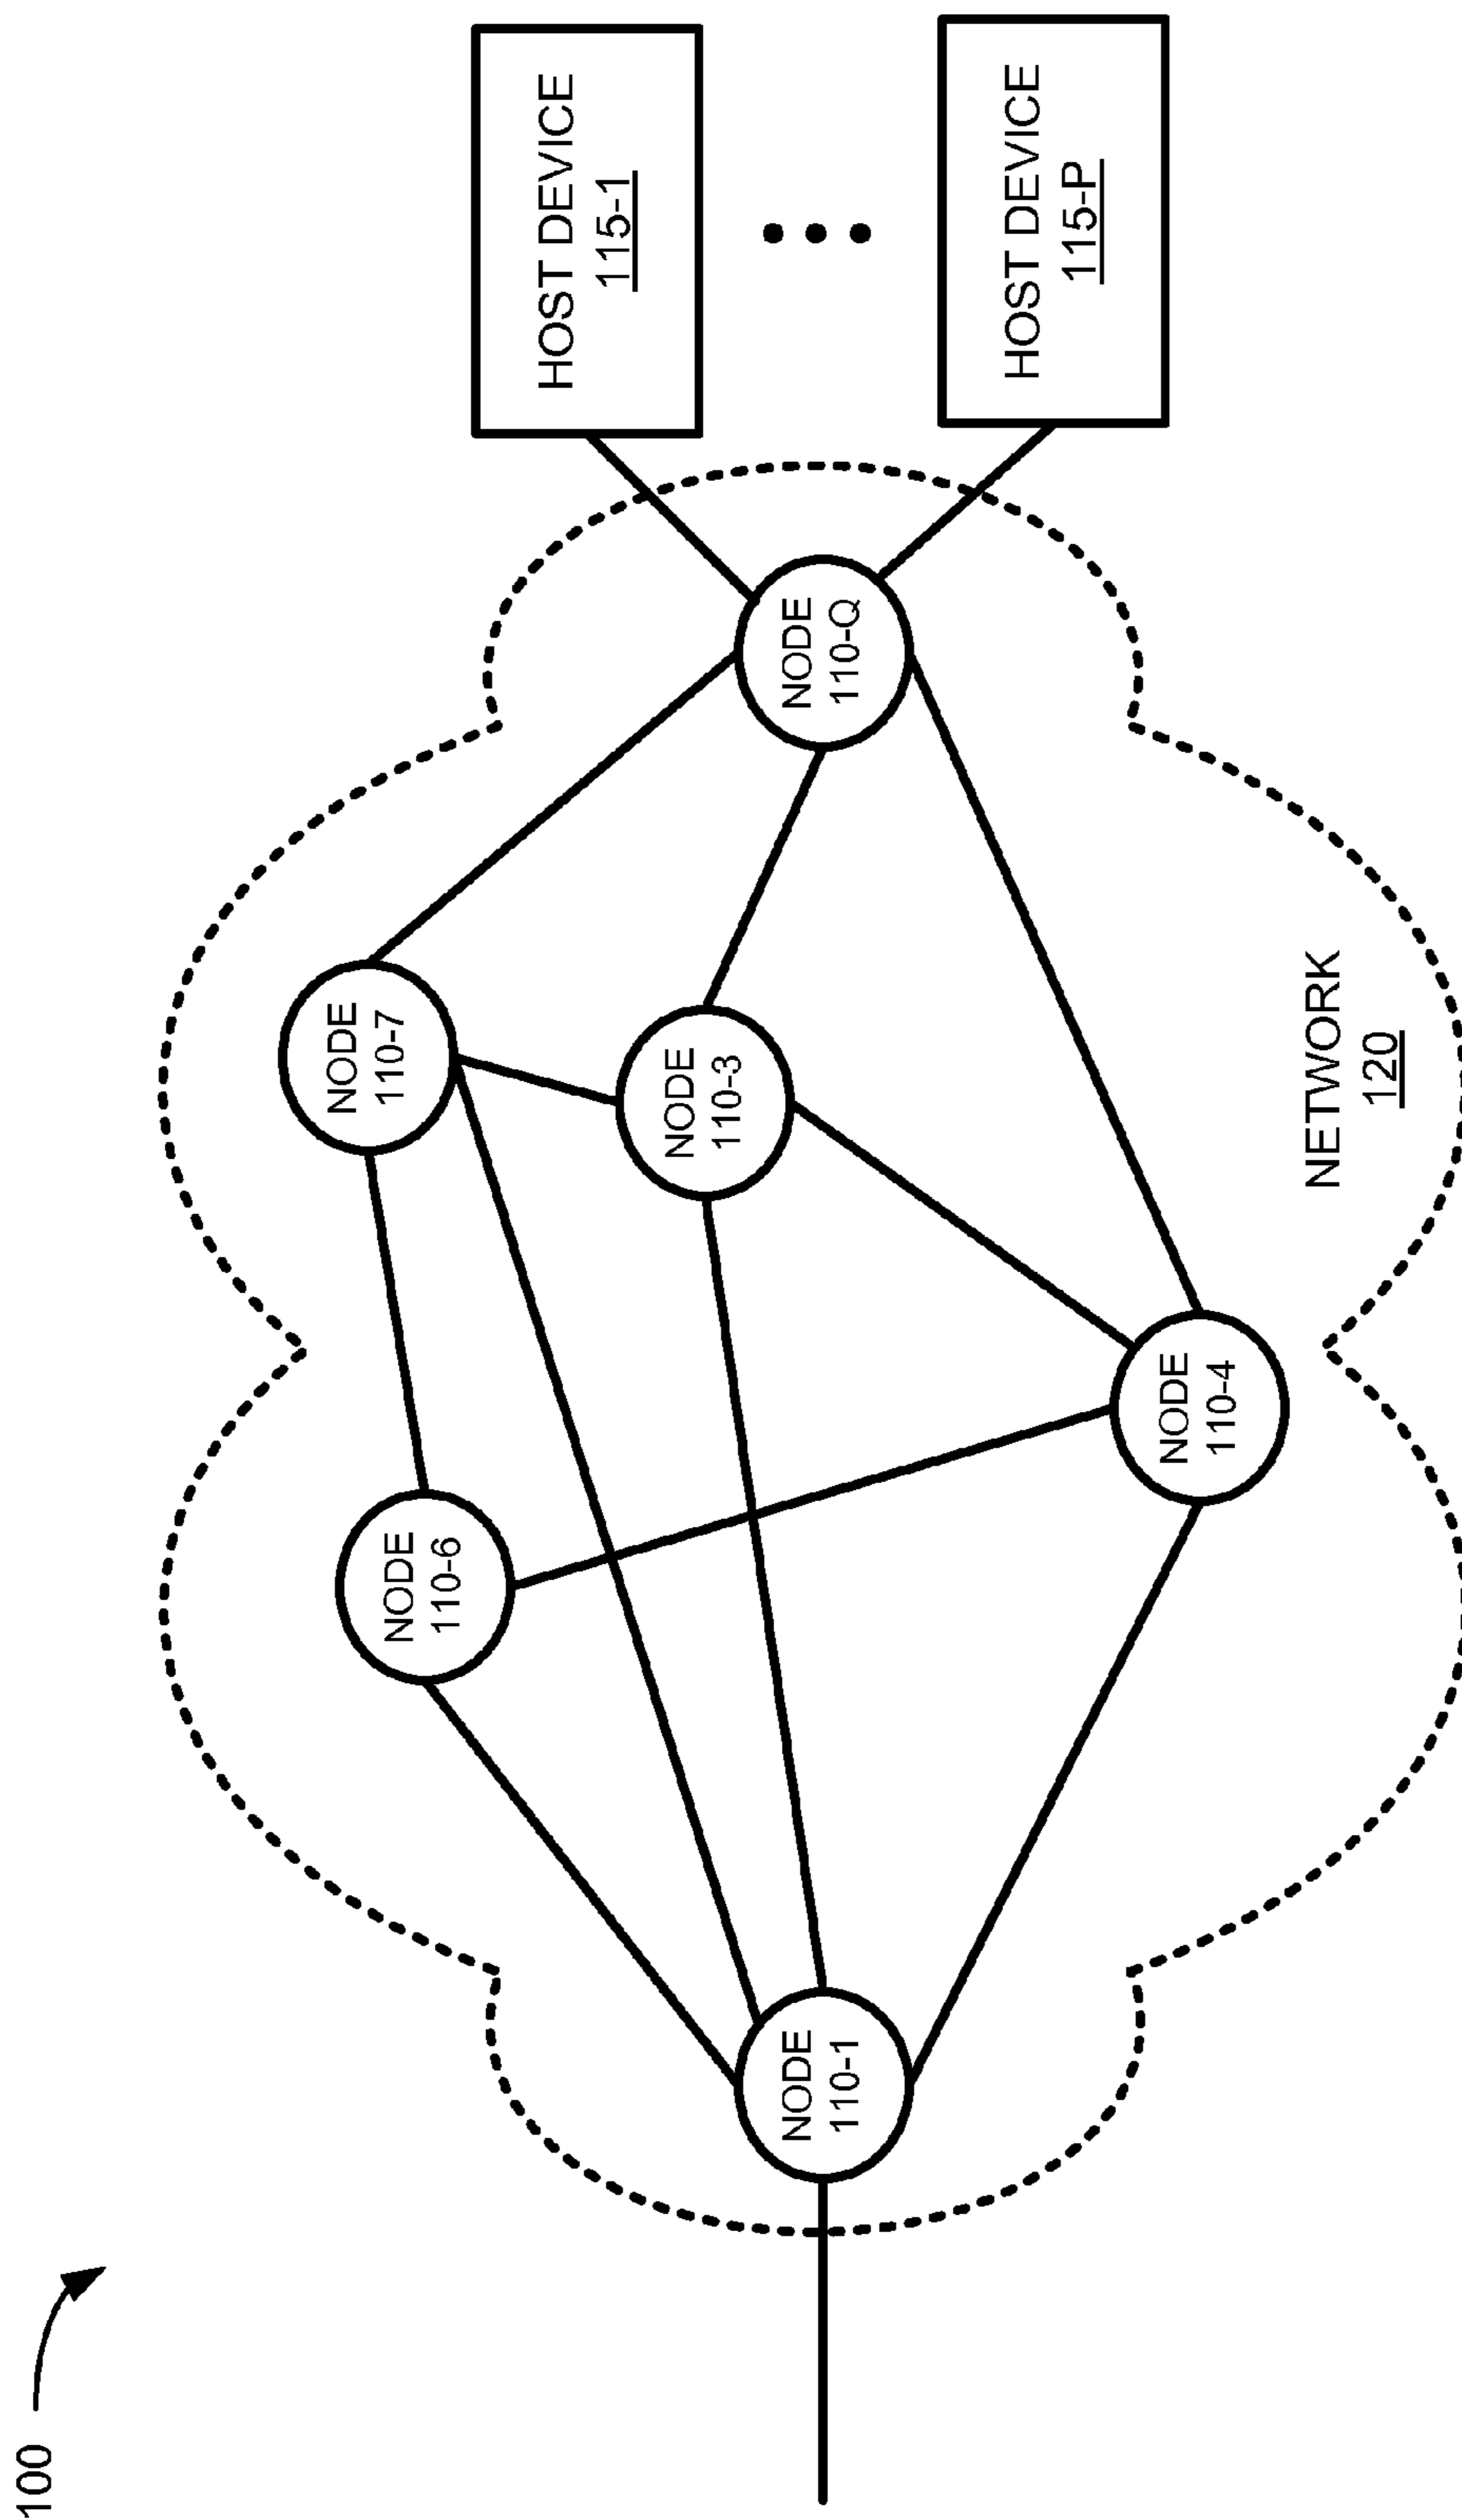 100
NODE
110-1
NODE
110-6
NODE
110-7
NODE
110-3
NODE
110-4
NODE
110-Q
NETWORK
120
HOST DEVICE
115-1
HOST DEVICE
115-P